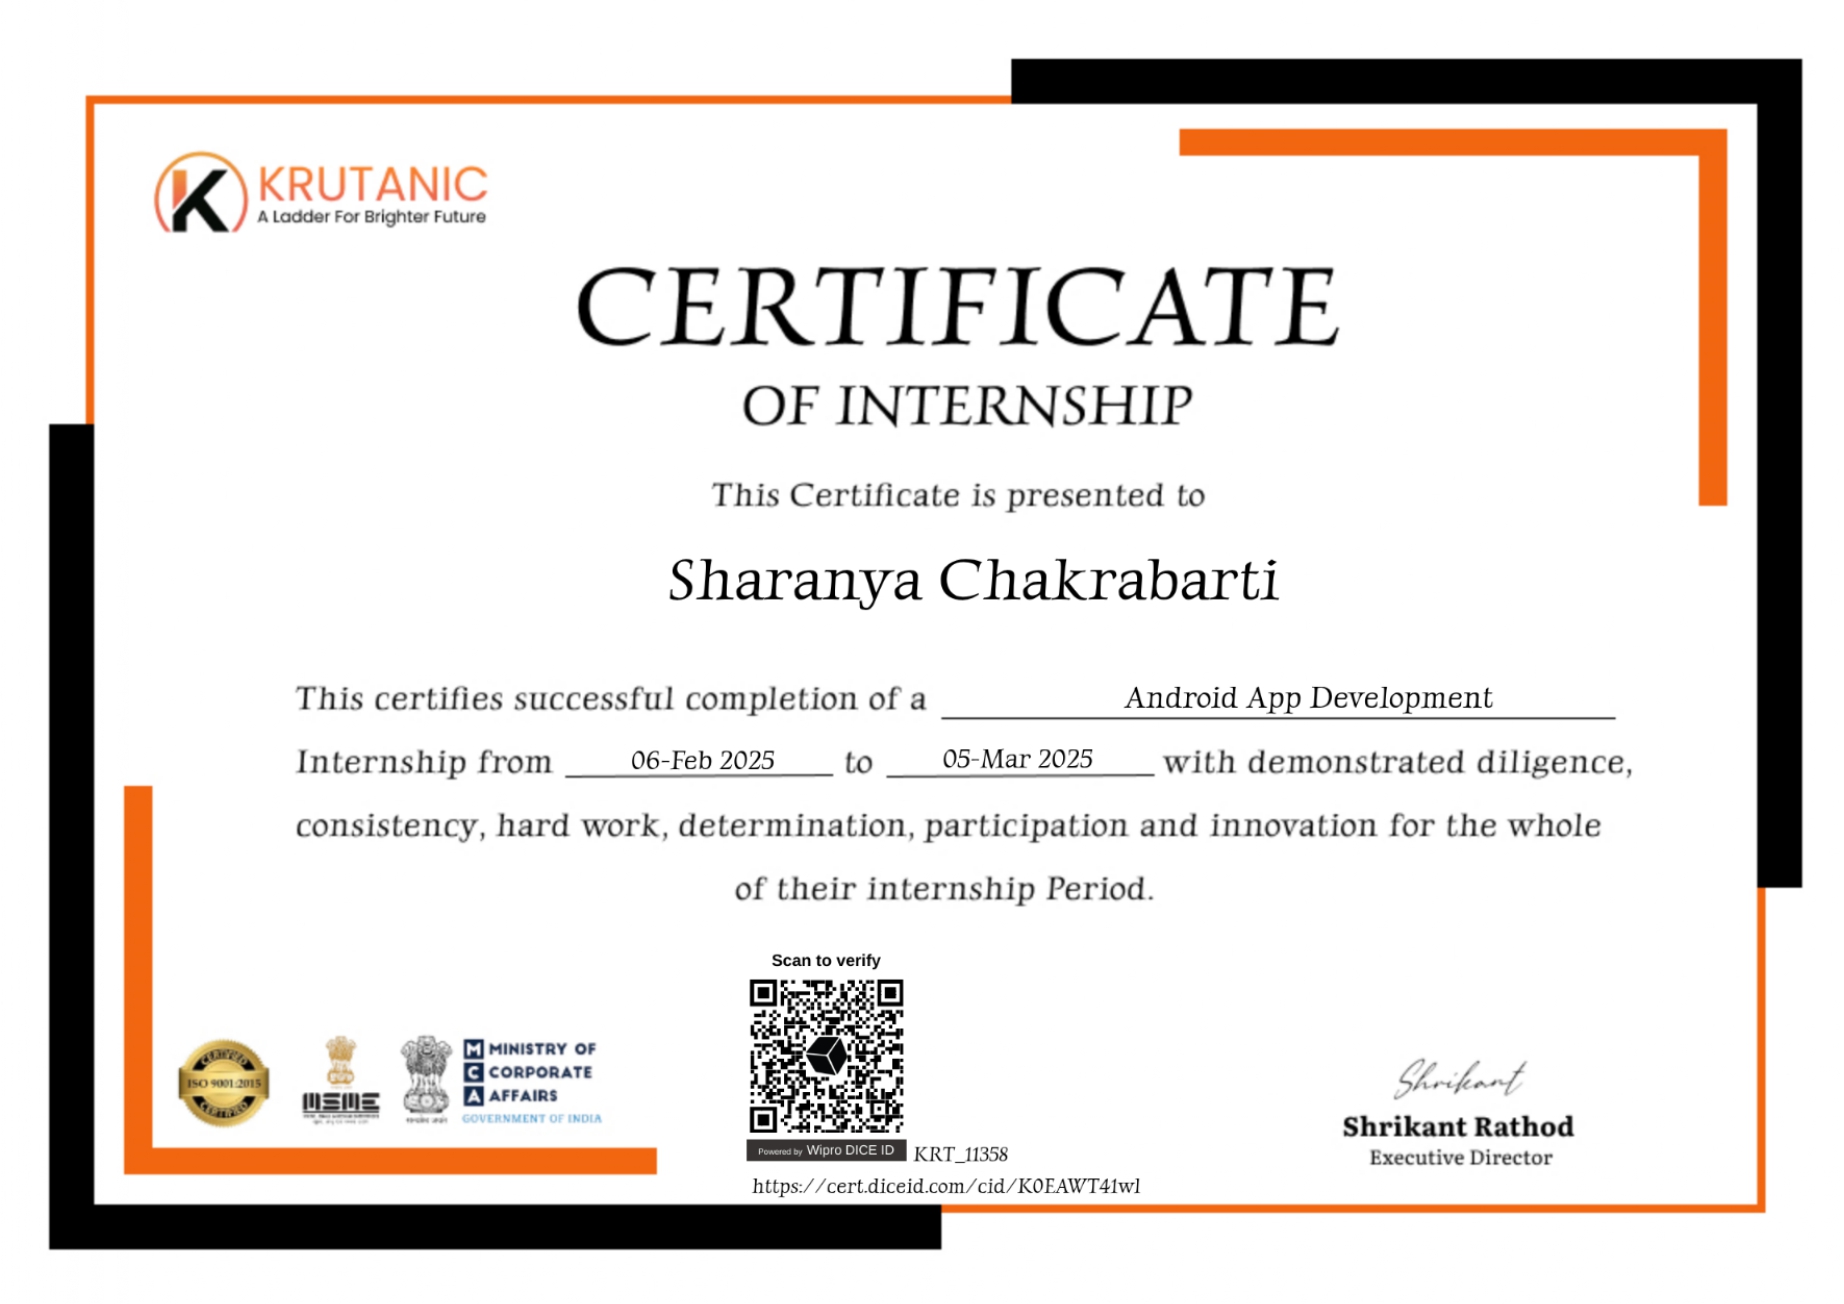 KRUTANIC
A Ladder For Brighter Future
CERTIFICATE
OF INTERNSHIP
This Certificate is presented to
Sharanya Chakrabarti
This certifies successful completion of a Android App Development
Internship from 06-Feb 2025 to 05-Mar 2025 with demonstrated diligence,
consistency, hard work, determination, participation and innovation for the whole
of their internship Period.
Scan to verify
CERTIFIED
ISO 9001:2015
CERTIFIED
MSME
M MINISTRY OF
C CORPORATE
A AFFAIRS
GOVERNMENT OF INDIA
Powered by Wipro DICE ID
KRT_11358
https://cert.diceid.com/cid/K0EAWT41wl
Shrikant
Shrikant Rathod
Executive Director